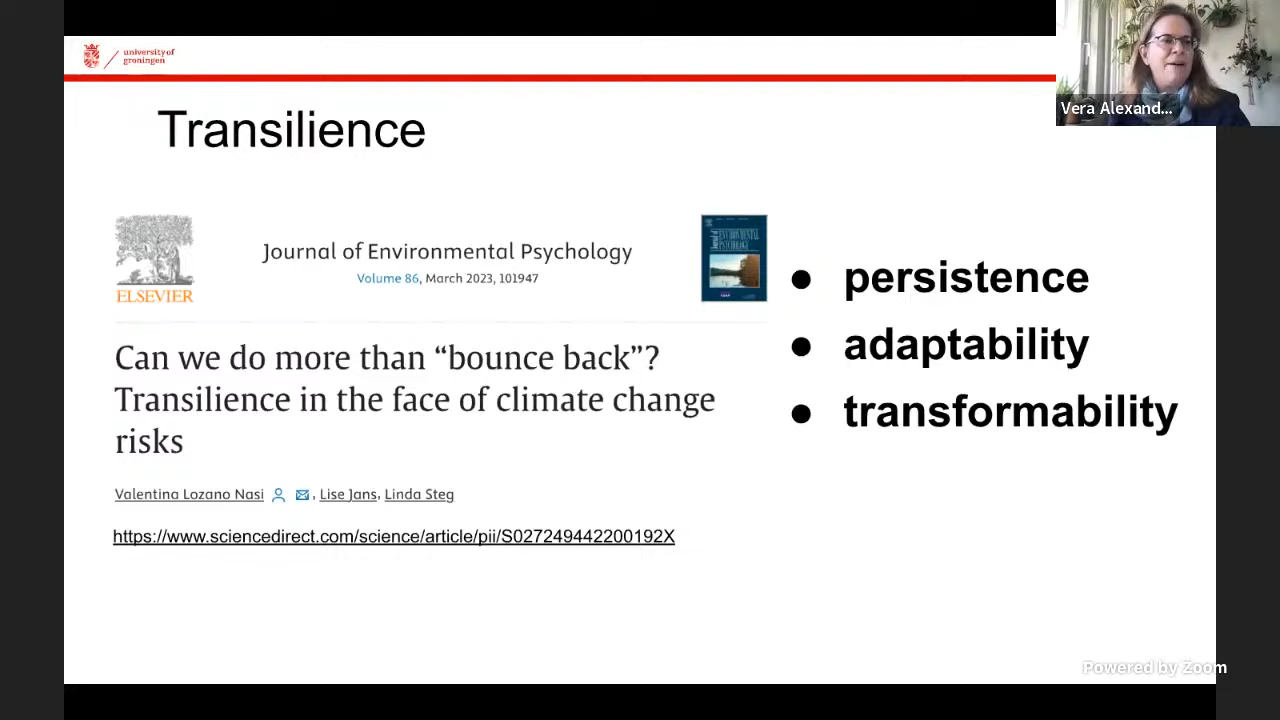 university of
groningen
Vera Alexand...
Transilience
ELSEVIER
Journal of Environmental Psychology
Volume 86, March 2023, 101947
Can we do more than “bounce back”?
Transilience in the face of climate change
risks
Valentina Lozano Nasi, Lise Jans, Linda Steg
https://www.sciencedirect.com/science/article/pii/S027249442200192X
● persistence
● adaptability
● transformability
Powered by Zoom